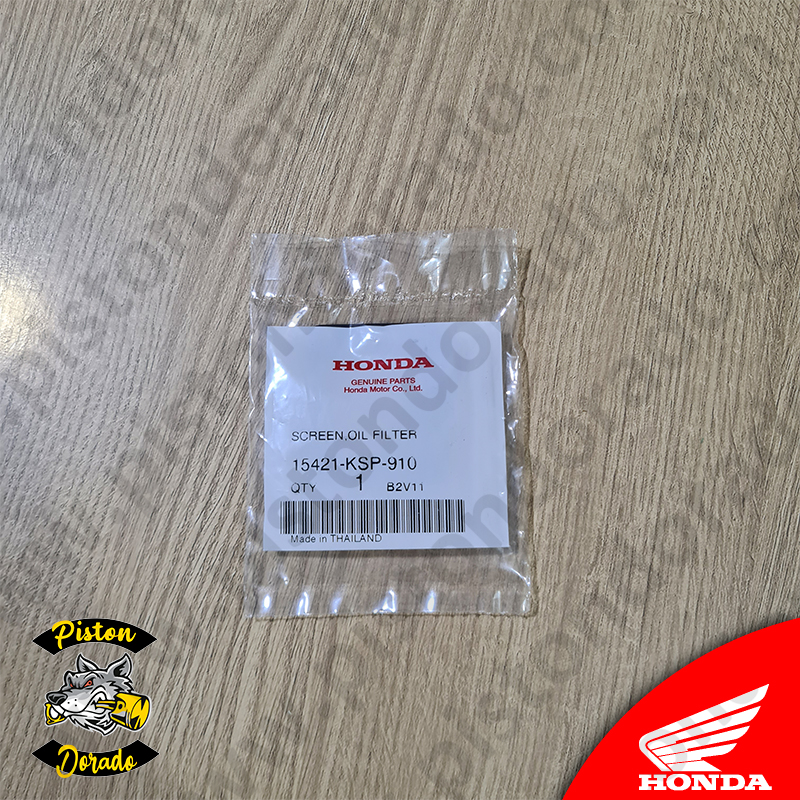 HONDA
GENUINE PARTS
Honda Motor Co., Ltd.
SCREEN,OIL FILTER
15421-KSP-910
QTY 1 B2V11
Made in THAILAND
Piston
Dorado
HONDA